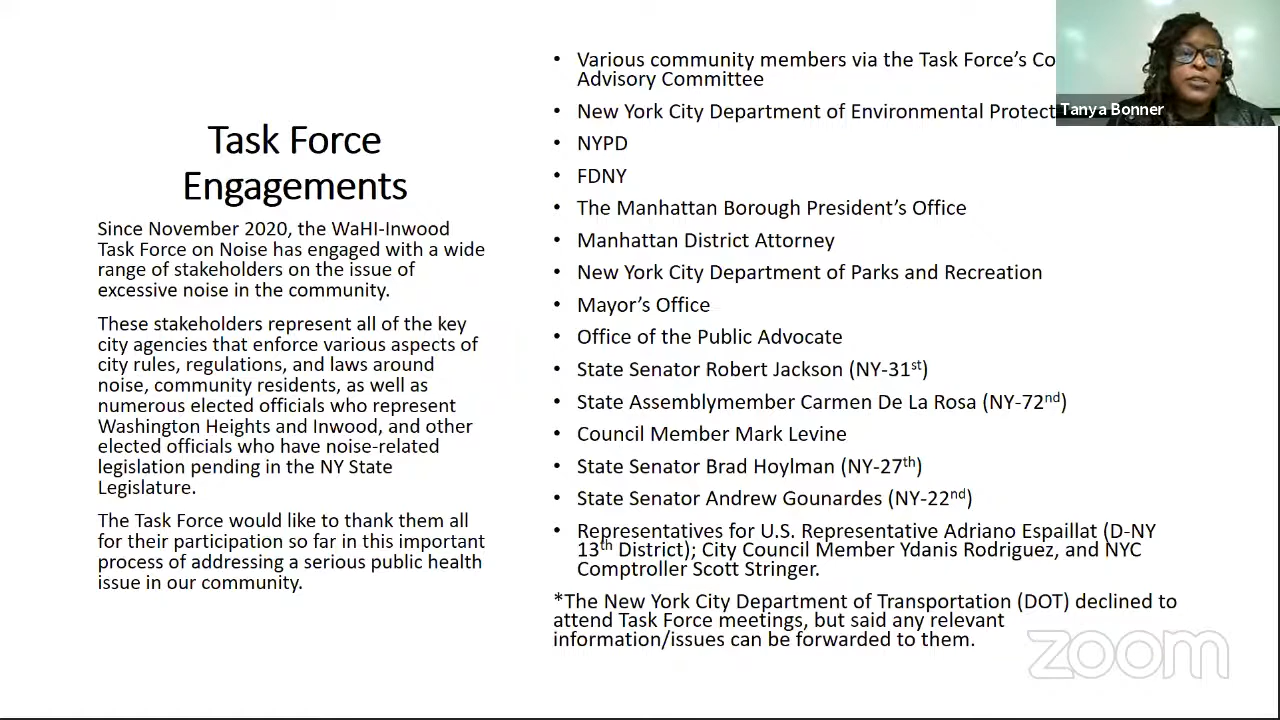 Task Force
Engagements
Since November 2020, the WaHI-Inwood
Task Force on Noise has engaged with a wide
range of stakeholders on the issue of
excessive noise in the community.
These stakeholders represent all of the key
city agencies that enforce various aspects of
city rules, regulations, and laws around
noise, community residents, as well as
numerous elected officials who represent
Washington Heights and Inwood, and other
elected officials who have noise-related
legislation pending in the NY State
Legislature.
The Task Force would like to thank them all
for their participation so far in this important
process of addressing a serious public health
issue in our community.
• Various community members via the Task Force’s Co
Advisory Committee
• New York City Department of Environmental Protect
• NYPD
• FDNY
• The Manhattan Borough President’s Office
• Manhattan District Attorney
• New York City Department of Parks and Recreation
• Mayor’s Office
• Office of the Public Advocate
• State Senator Robert Jackson (NY-31st)
• State Assemblymember Carmen De La Rosa (NY-72nd)
• Council Member Mark Levine
• State Senator Brad Hoylman (NY-27th)
• State Senator Andrew Gounardes (NY-22nd)
• Representatives for U.S. Representative Adriano Espaillat (D-NY
13th District); City Council Member Ydanis Rodriguez, and NYC
Comptroller Scott Stringer.
*The New York City Department of Transportation (DOT) declined to
attend Task Force meetings, but said any relevant
information/issues can be forwarded to them.
Tanya Bonner
zoom